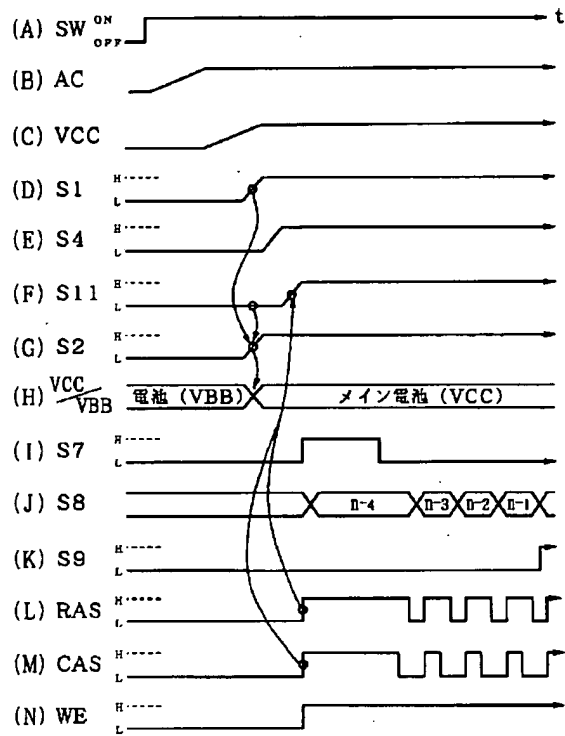 (A) SW ON OFF t
(B) AC
(C) VCC
(D) S1 H L
(E) S4 H L
(F) S11 H L
(G) S2 H L
(H) VCC/VBB 電池 (VBB) メイン電池 (VCC)
(I) S7 H L
(J) S8 n-4 n-3 n-2 n-1
(K) S9 H L
(L) RAS H L
(M) CAS H L
(N) WE H L